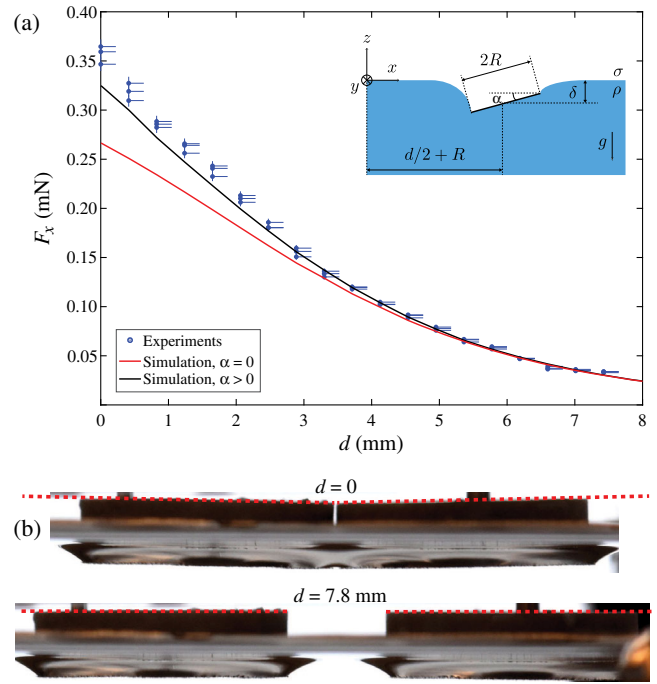 (a)
0.40
0.35
0.30
0.25
0.20
0.15
0.10
0.05
F_x (mN)
0 1 2 3 4 5 6 7 8
d (mm)
Experiments
Simulation, α = 0
Simulation, α > 0
z
x
y
2R
α
δ
σ
ρ
g
d/2 + R
(b)
d = 0
d = 7.8 mm